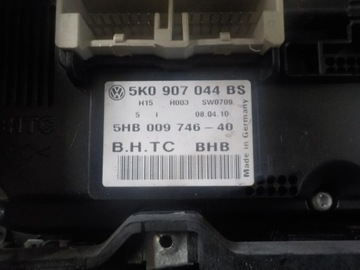 5K0 907 044 BS
H15 H003 SW0709
5 I 08.04.10
5HB 009 746-40
B.H.TC BHB
Made in Germany